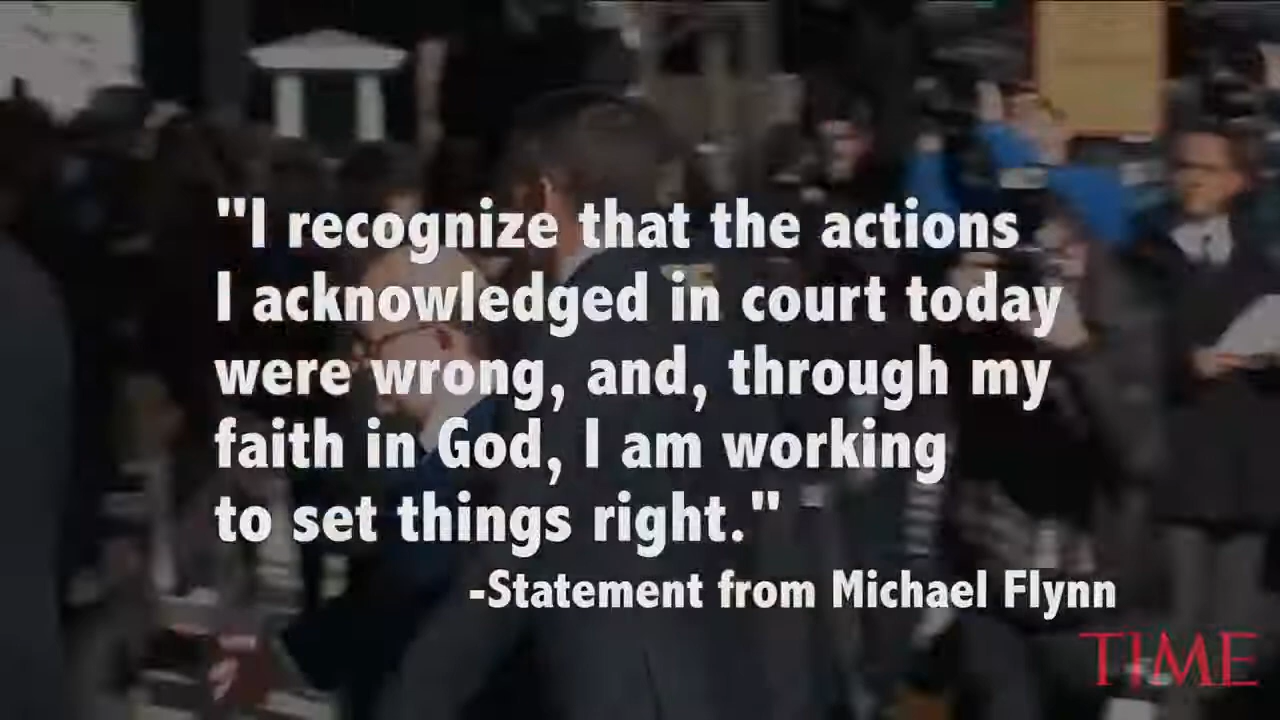 "I recognize that the actions
I acknowledged in court today
were wrong, and, through my
faith in God, I am working
to set things right."
-Statement from Michael Flynn
TIME